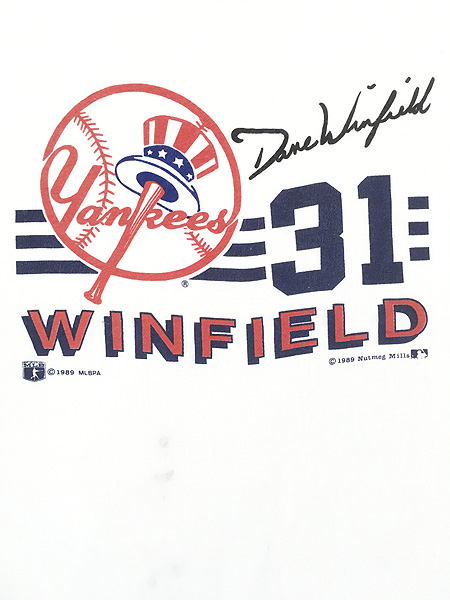 Dave Winfield
Yankees
31
®
WINFIELD
© 1989 MLBPA
© 1989 Nutmeg Mills